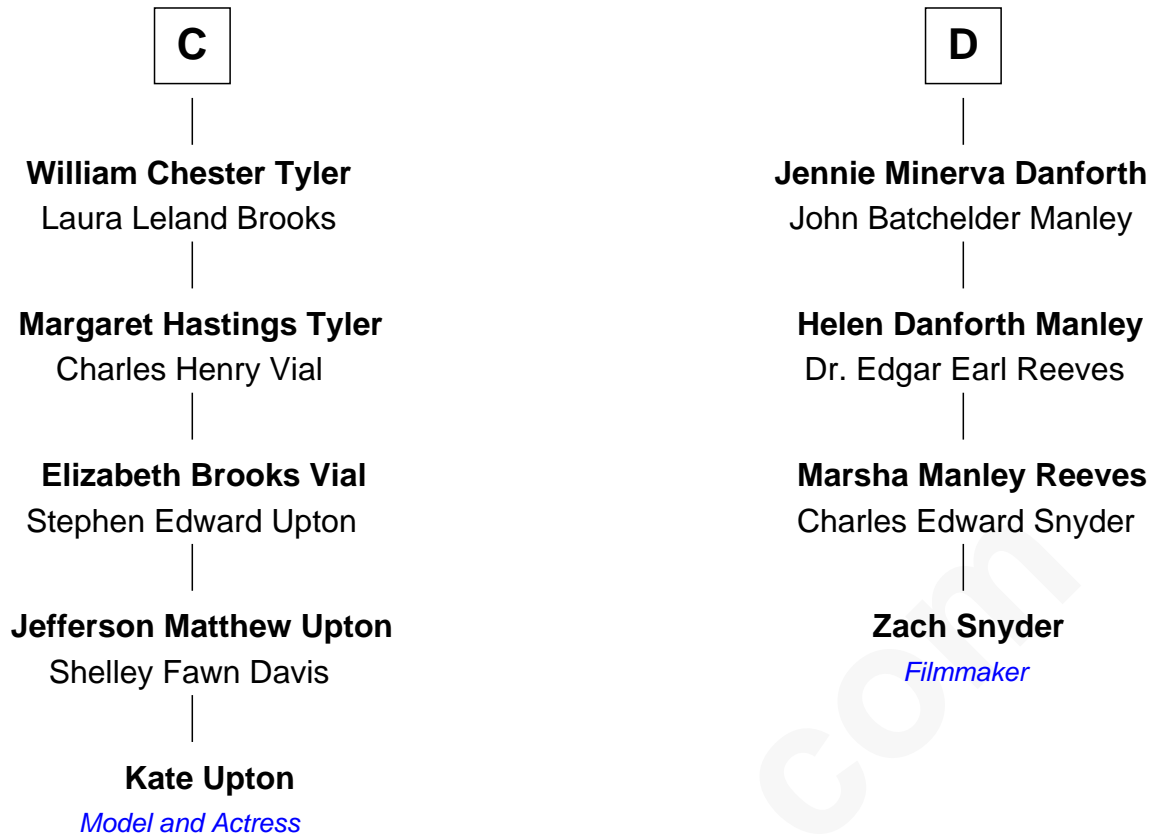 C
William Chester Tyler
Laura Leland Brooks
Margaret Hastings Tyler
Charles Henry Vial
Elizabeth Brooks Vial
Stephen Edward Upton
Jefferson Matthew Upton
Shelley Fawn Davis
Kate Upton
Model and Actress
D
Jennie Minerva Danforth
John Batchelder Manley
Helen Danforth Manley
Dr. Edgar Earl Reeves
Marsha Manley Reeves
Charles Edward Snyder
Zach Snyder
Filmmaker
com